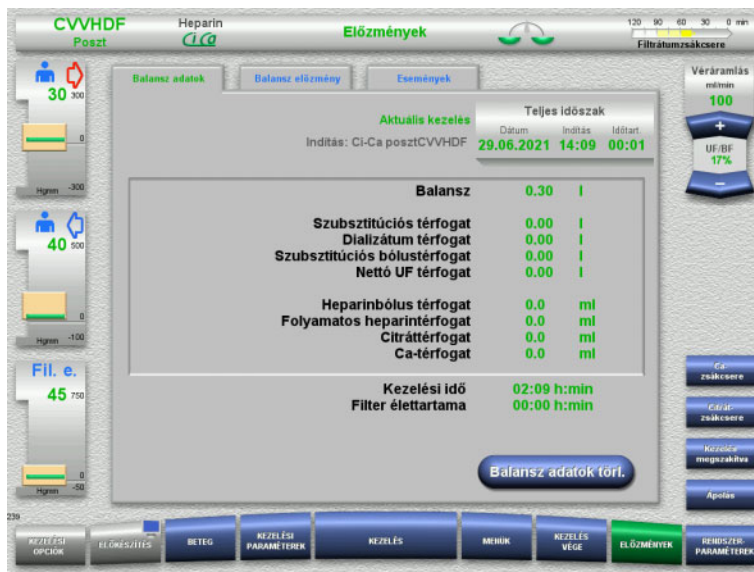 CVVHDF
Poszt
Heparin
Ci Ca
Előzmények
120 90 60 30 0 min
Filtrátumzsákcsere
30 300
0
Hgmm -300
40 500
0
Hgmm -100
Fil. e.
45 750
0
Hgmm -50
Balansz adatok
Balansz előzmény
Események
Aktuális kezelés
Indítás: Ci-Ca posztCVVHDF
Teljes időszak
Dátum Indítás Időtart.
29.06.2021 14:09 00:01
Balansz 0.30 l
Szubsztitúciós térfogat 0.00 l
Dializátum térfogat 0.00 l
Szubsztitúciós bólustérfogat 0.00 l
Nettó UF térfogat 0.00 l
Heparinbólus térfogat 0.0 ml
Folyamatos heparintérfogat 0.0 ml
Citráttérfogat 0.0 ml
Ca-térfogat 0.0 ml
Kezelési idő 02:09 h:min
Filter élettartama 00:00 h:min
Balansz adatok törl.
Véráramlás
ml/min
100
+
UF/BF
17%
–
Ca-
zsákcsere
Citrát-
zsákcsere
Kezelés
megszakítva
Ápolás
239
KEZELÉSI
OPCIÓK
ELŐKÉSZÍTÉS
BETEG
KEZELÉSI
PARAMÉTEREK
KEZELÉS
MENÜK
KEZELÉS
VÉGE
ELŐZMÉNYEK
RENDSZER-
PARAMÉTEREK